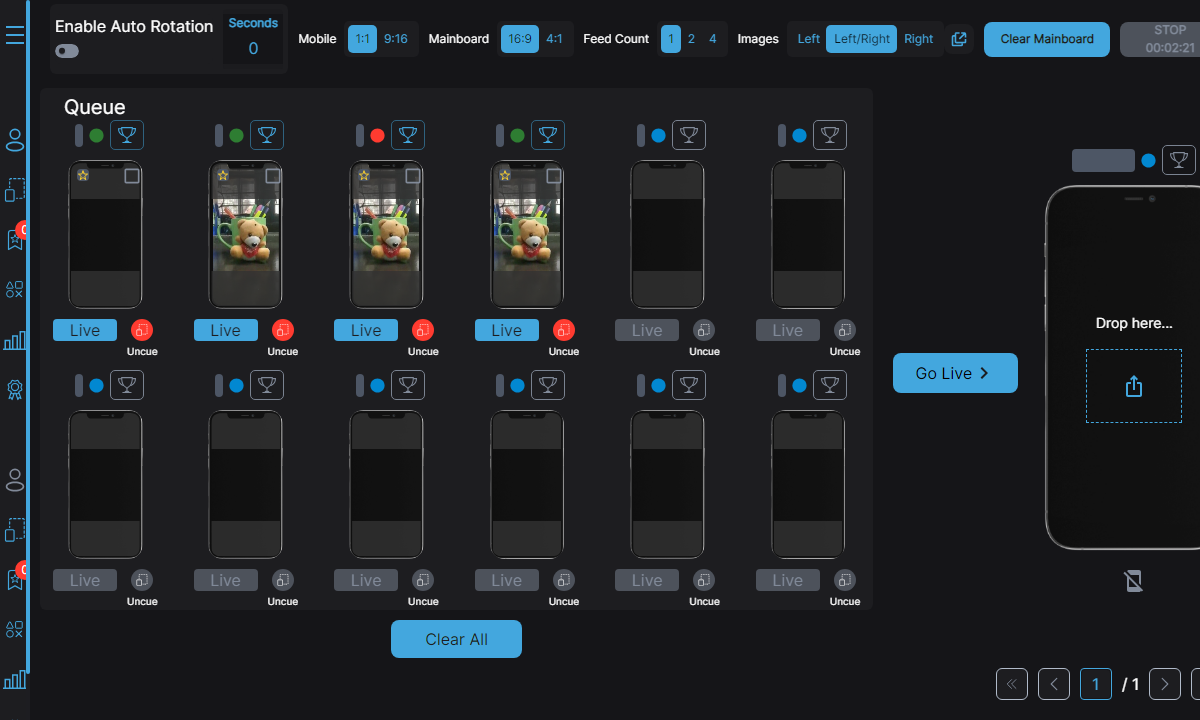 Enable Auto Rotation
Seconds
0
Mobile
1:1
9:16
Mainboard
16:9
4:1
Feed Count
1
2
4
Images
Left
Left/Right
Right
Clear Mainboard
STOP
00:02:21
Queue
Live
Live
Live
Live
Live
Live
Uncue
Uncue
Uncue
Uncue
Uncue
Uncue
Go Live
Drop here...
Live
Live
Live
Live
Live
Live
Uncue
Uncue
Uncue
Uncue
Uncue
Uncue
Clear All
1
/ 1